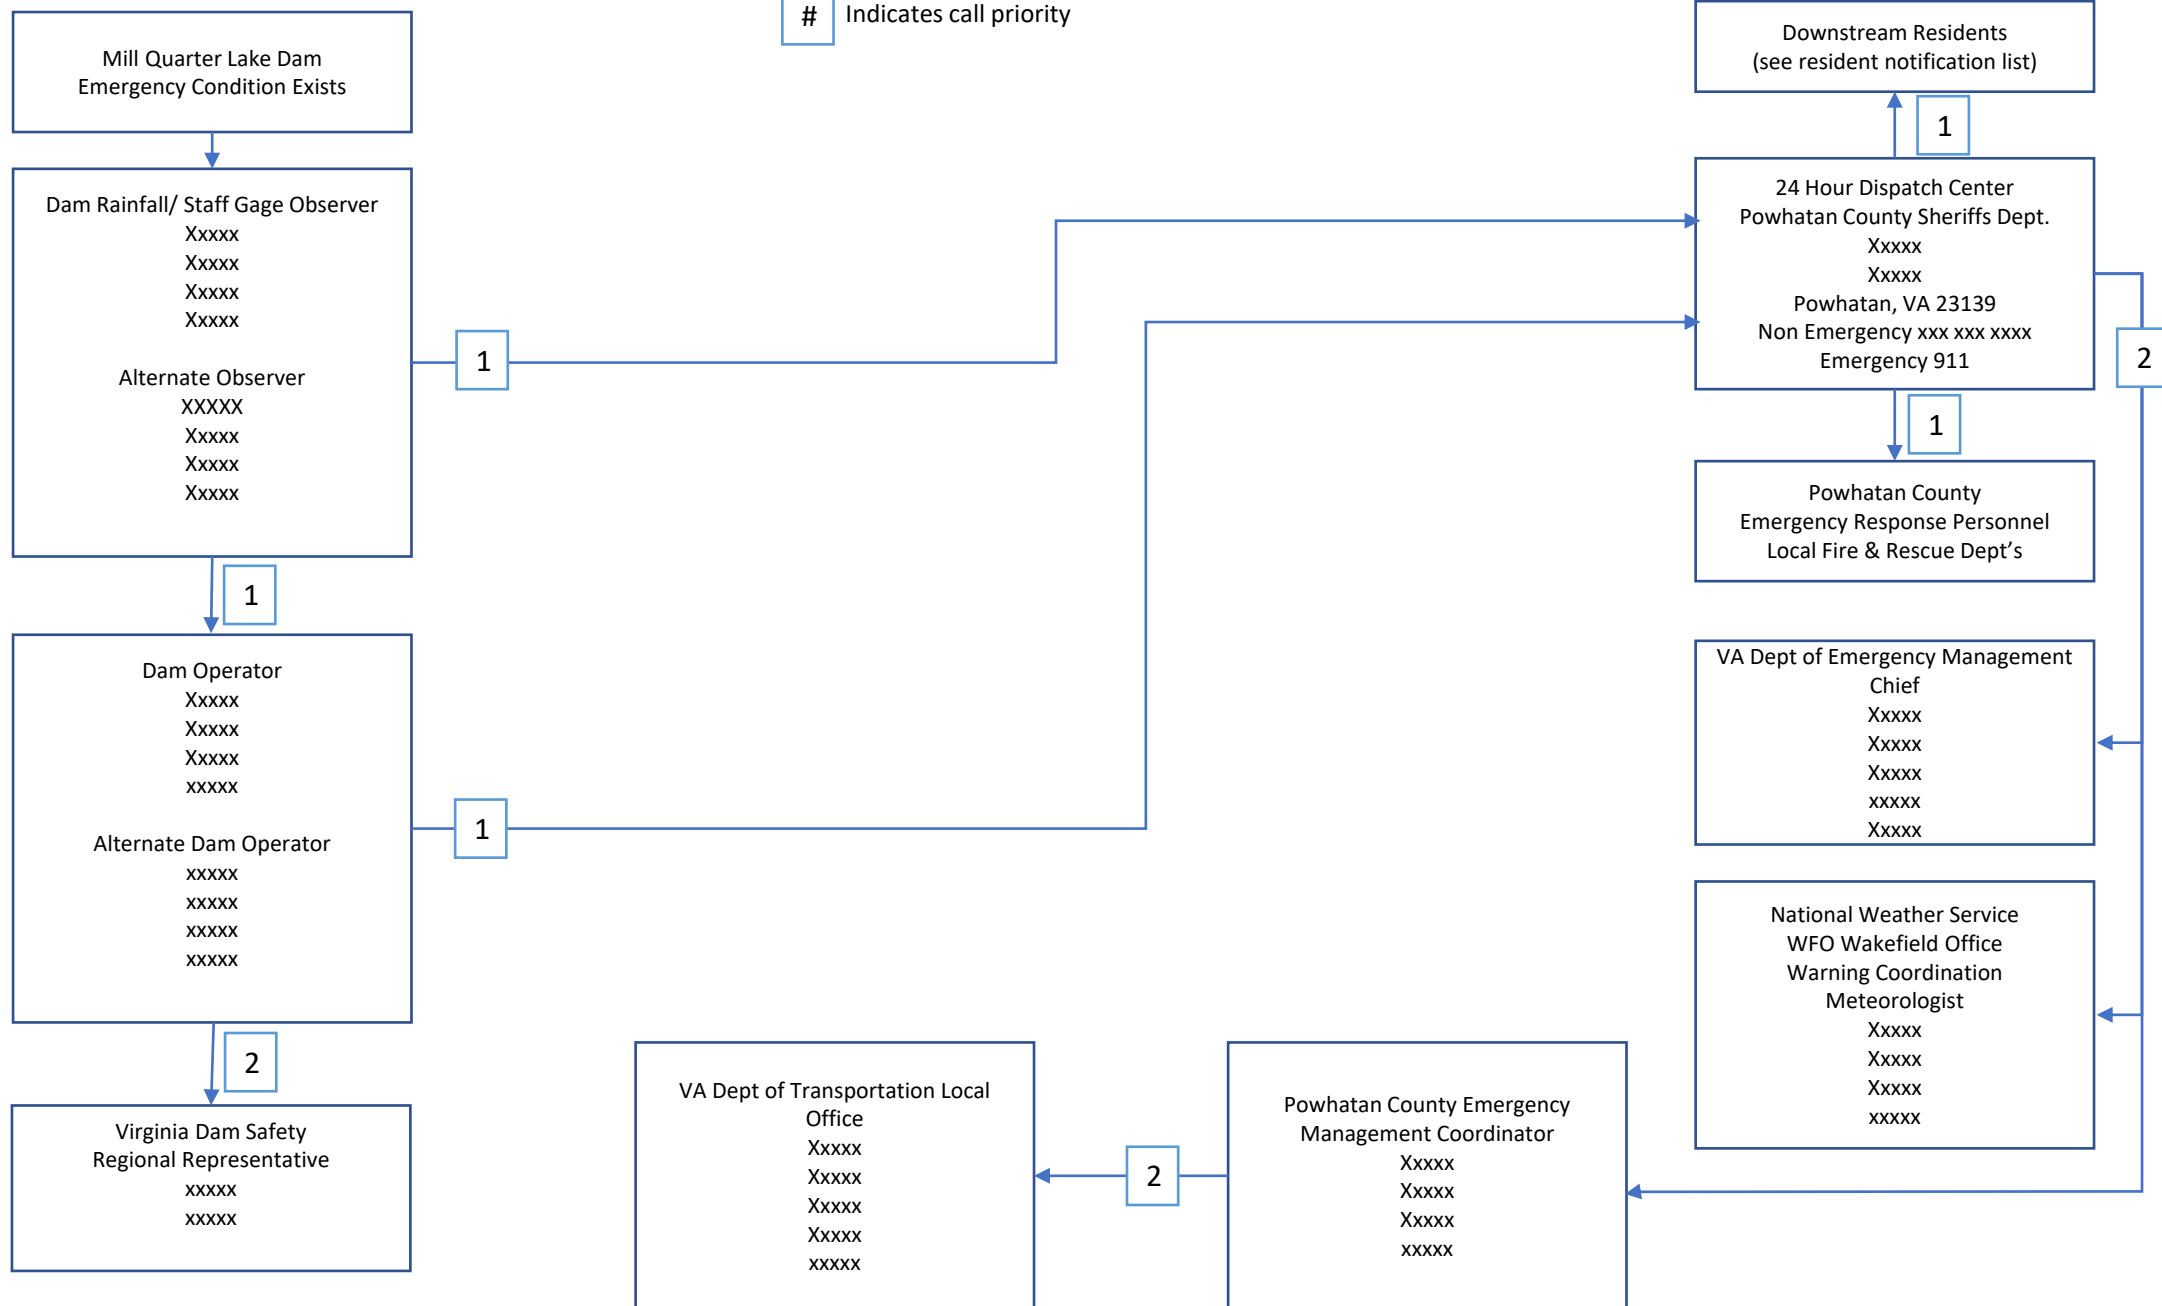 # Indicates call priority
Mill Quarter Lake Dam
Emergency Condition Exists
Dam Rainfall/ Staff Gage Observer
Xxxxx
Xxxxx
Xxxxx
Xxxxx
Alternate Observer
XXXXX
Xxxxx
Xxxxx
Xxxxx
1
1
Dam Operator
Xxxxx
Xxxxx
Xxxxx
xxxxx
Alternate Dam Operator
xxxxx
xxxxx
xxxxx
xxxxx
1
2
Virginia Dam Safety
Regional Representative
xxxxx
xxxxx
Downstream Residents
(see resident notification list)
1
24 Hour Dispatch Center
Powhatan County Sheriffs Dept.
Xxxxx
Xxxxx
Powhatan, VA 23139
Non Emergency xxx xxx xxxx
Emergency 911
2
1
Powhatan County
Emergency Response Personnel
Local Fire & Rescue Dept’s
VA Dept of Emergency Management
Chief
Xxxxx
Xxxxx
Xxxxx
xxxxx
Xxxxx
National Weather Service
WFO Wakefield Office
Warning Coordination
Meteorologist
Xxxxx
Xxxxx
Xxxxx
xxxxx
Powhatan County Emergency
Management Coordinator
Xxxxx
Xxxxx
Xxxxx
xxxxx
2
VA Dept of Transportation Local
Office
Xxxxx
Xxxxx
Xxxxx
Xxxxx
xxxxx